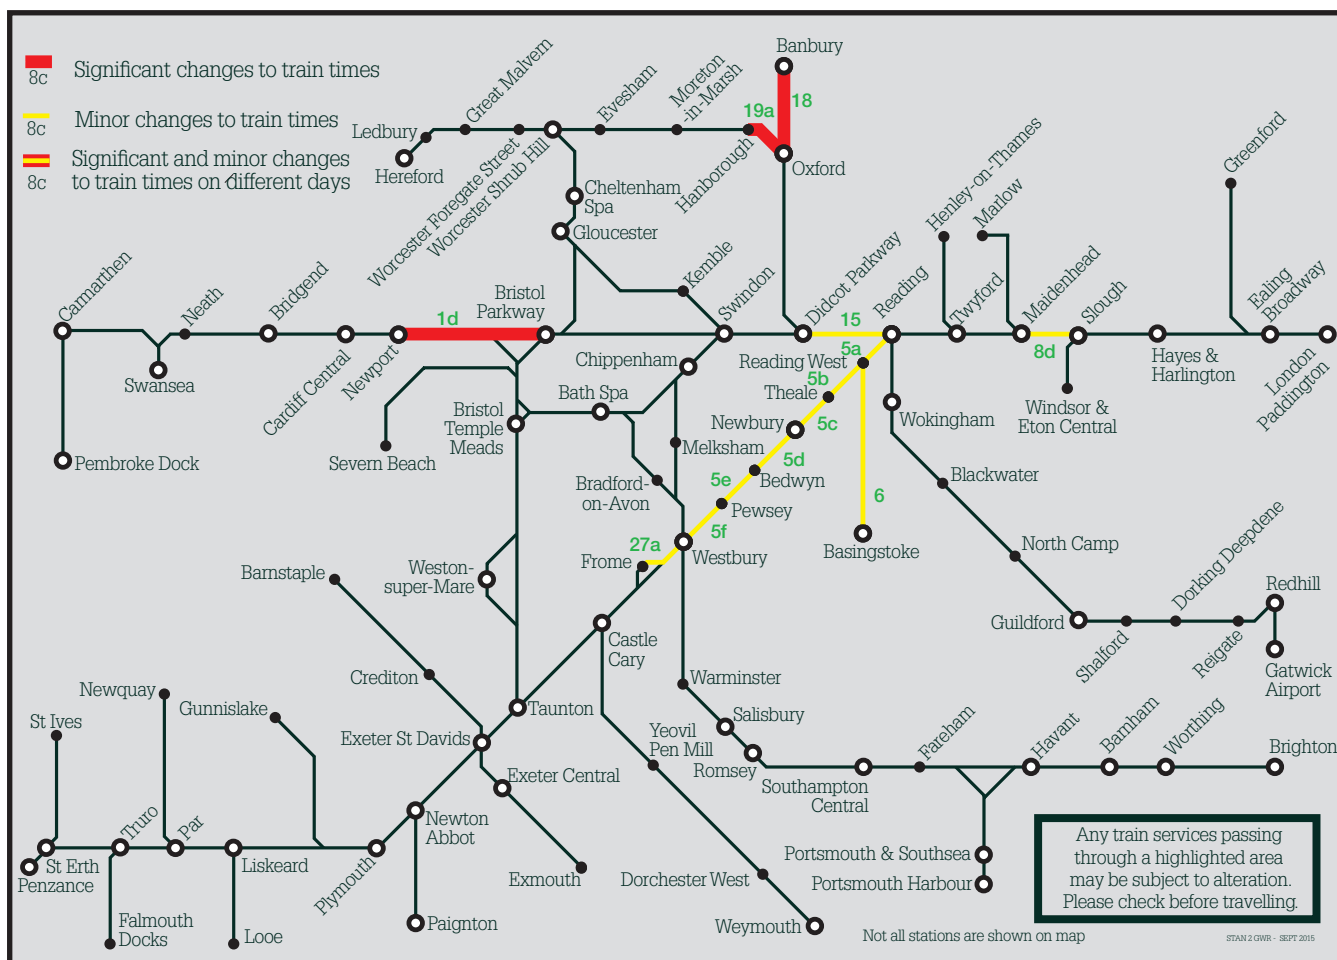 8c
Significant changes to train times
8c
Minor changes to train times
8c
Significant and minor changes
to train times on different days
Banbury
18
19a
Oxford
Hanborough
Moreton
-in-Marsh
Evesham
Great Malvern
Ledbury
Hereford
Worcester Foregate Street
Worcester Shrub Hill
Cheltenham
Spa
Gloucester
Kemble
Swindon
Didcot Parkway
Reading
Henley-on-Thames
Marlow
Twyford
Maidenhead
Slough
Greenford
Ealing
Broadway
Hayes &
Harlington
London
Paddington
Windsor &
Eton Central
Carmarthen
Neath
Bridgend
Swansea
Cardiff Central
Newport
1d
Bristol
Parkway
15
8d
Pembroke Dock
Severn Beach
Bristol
Temple
Meads
Bath Spa
Chippenham
Melksham
Bradford-
on-Avon
Reading West
5a
Theale
5b
Newbury
5c
5d
Bedwyn
5e
Pewsey
5f
6
Basingstoke
Westbury
27a
Frome
Wokingham
Blackwater
North Camp
Guildford
Shalford
Dorking Deepdene
Reigate
Redhill
Gatwick
Airport
Weston-
super-Mare
Barnstaple
Crediton
Castle
Cary
Taunton
Exeter St Davids
Exeter Central
Exmouth
Newton
Abbot
Paignton
Newquay
Gunnislake
St Ives
Truro
Par
Liskeard
Plymouth
St Erth
Penzance
Falmouth
Docks
Looe
Warminster
Salisbury
Romsey
Yeovil
Pen Mill
Southampton
Central
Fareham
Havant
Barnham
Worthing
Brighton
Portsmouth & Southsea
Portsmouth Harbour
Dorchester West
Weymouth
Any train services passing
through a highlighted area
may be subject to alteration.
Please check before travelling.
Not all stations are shown on map
STAN 2 GWR - SEPT 2015